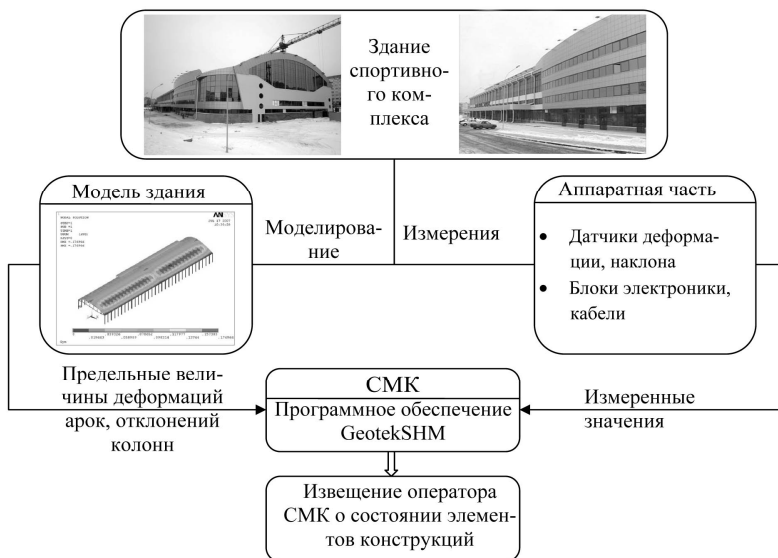 Здание
спортивно-
го ком-
плекса
Модель здания
Моделирова-
ние
Измерения
Аппаратная часть
• Датчики деформа-
ции, наклона
• Блоки электроники,
кабели
Предельные вели-
чины деформаций
арок, отклонений
колонн
СМК
Программное обеспечение
GeotekSHM
Измеренные
значения
Извещение оператора
СМК о состоянии элемен-
тов конструкций